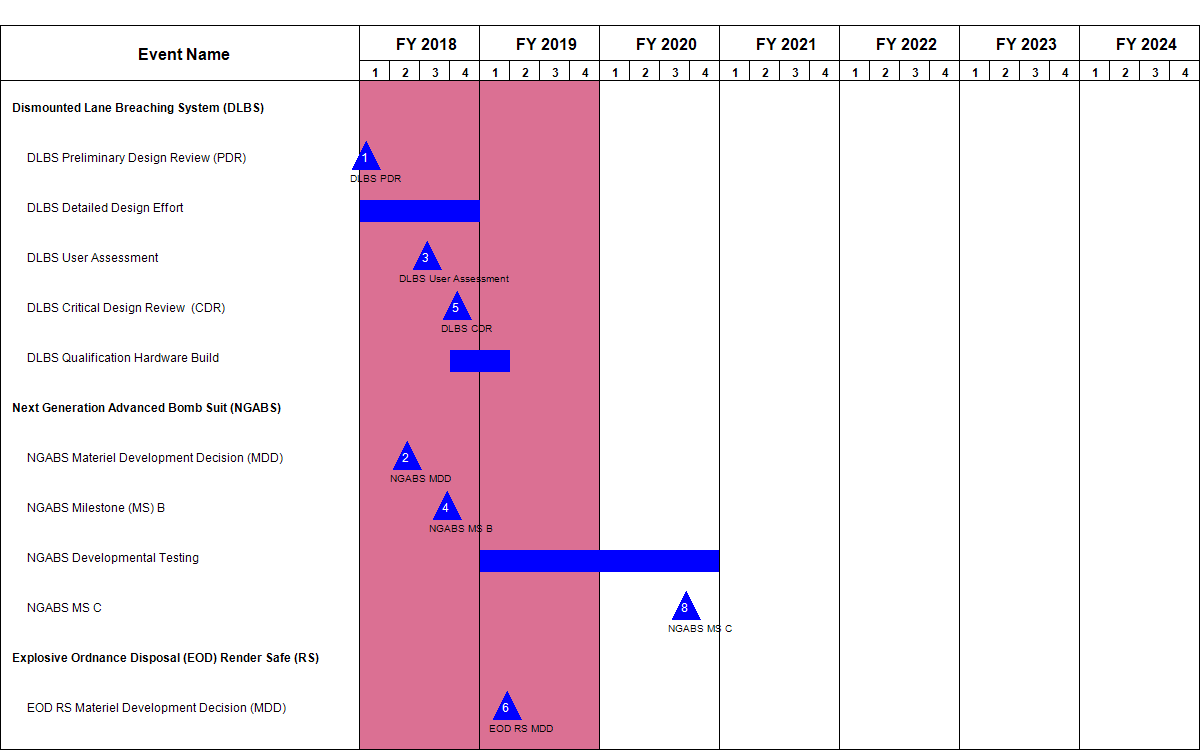 Event Name FY 2018 FY 2019 FY 2020 FY 2021 FY 2022 FY 2023 FY 2024
1 2 3 4 1 2 3 4 1 2 3 4 1 2 3 4 1 2 3 4 1 2 3 4 1 2 3 4
Dismounted Lane Breaching System (DLBS)
DLBS Preliminary Design Review (PDR) 1
DLBS PDR
DLBS Detailed Design Effort
DLBS User Assessment 3
DLBS User Assessment
DLBS Critical Design Review (CDR) 5
DLBS CDR
DLBS Qualification Hardware Build
Next Generation Advanced Bomb Suit (NGABS)
NGABS Materiel Development Decision (MDD) 2
NGABS MDD
NGABS Milestone (MS) B 4
NGABS MS B
NGABS Developmental Testing
NGABS MS C 8
NGABS MS C
Explosive Ordnance Disposal (EOD) Render Safe (RS)
EOD RS Materiel Development Decision (MDD) 6
EOD RS MDD